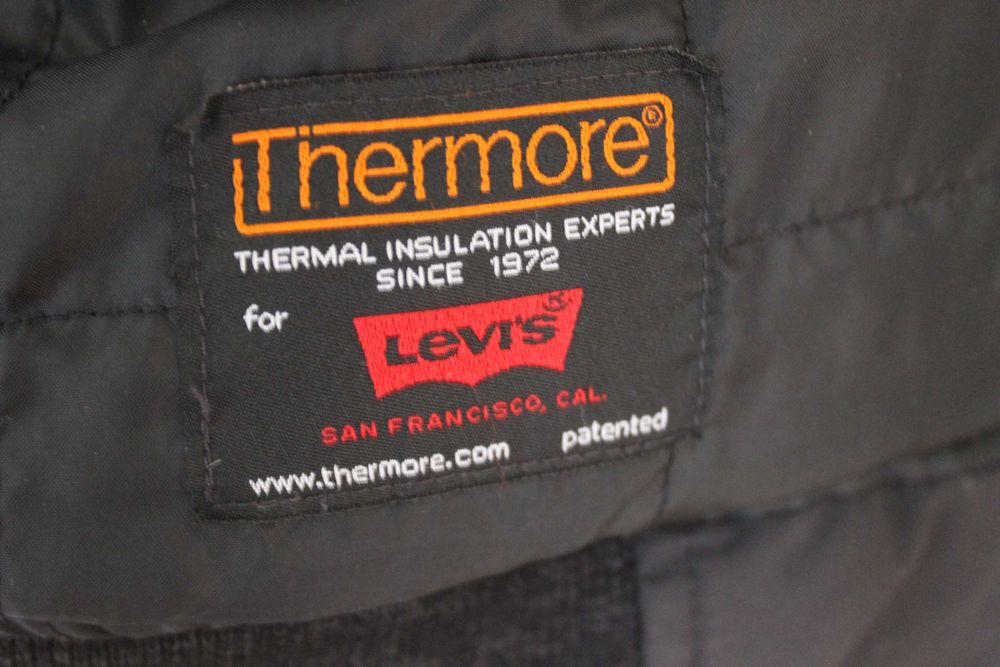 Thermore®
THERMAL INSULATION EXPERTS
SINCE 1972
for
LEVI'S®
SAN FRANCISCO, CAL.
www.thermore.com patented